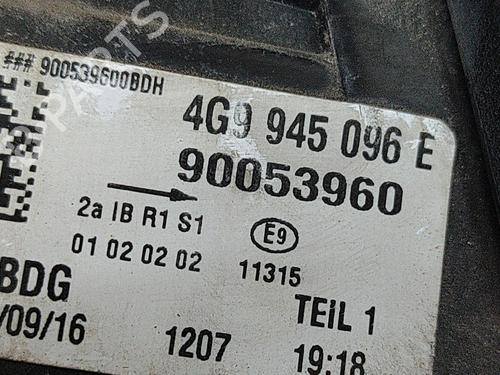 ### 900539600BDH
4G9 945 096 E
90053960
2a IB R1 S1
E9
01 02 02 02
11315
BDG
TEIL 1
/09/16
1207
19:18
PARTS